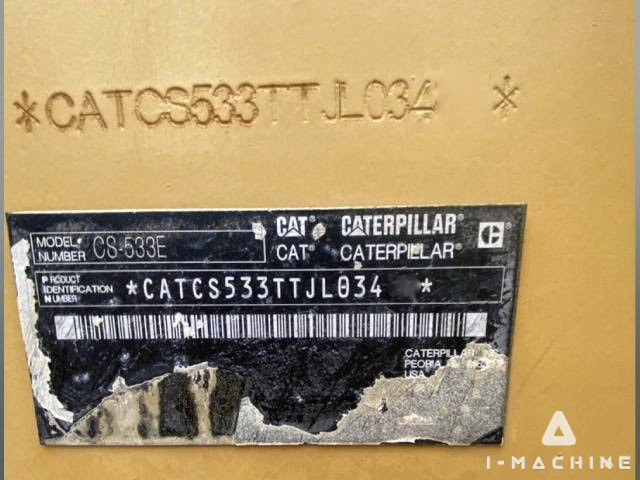 *CATCS533TTJL034 *
MODEL
NUMBER CS-533E
CAT CATERPILLAR C
CAT CATERPILLAR
PRODUCT
IDENTIFICATION
NUMBER *CATCS533TTJL034 *
CATERPILLAR
PEORIA
USA
I-MACHINE